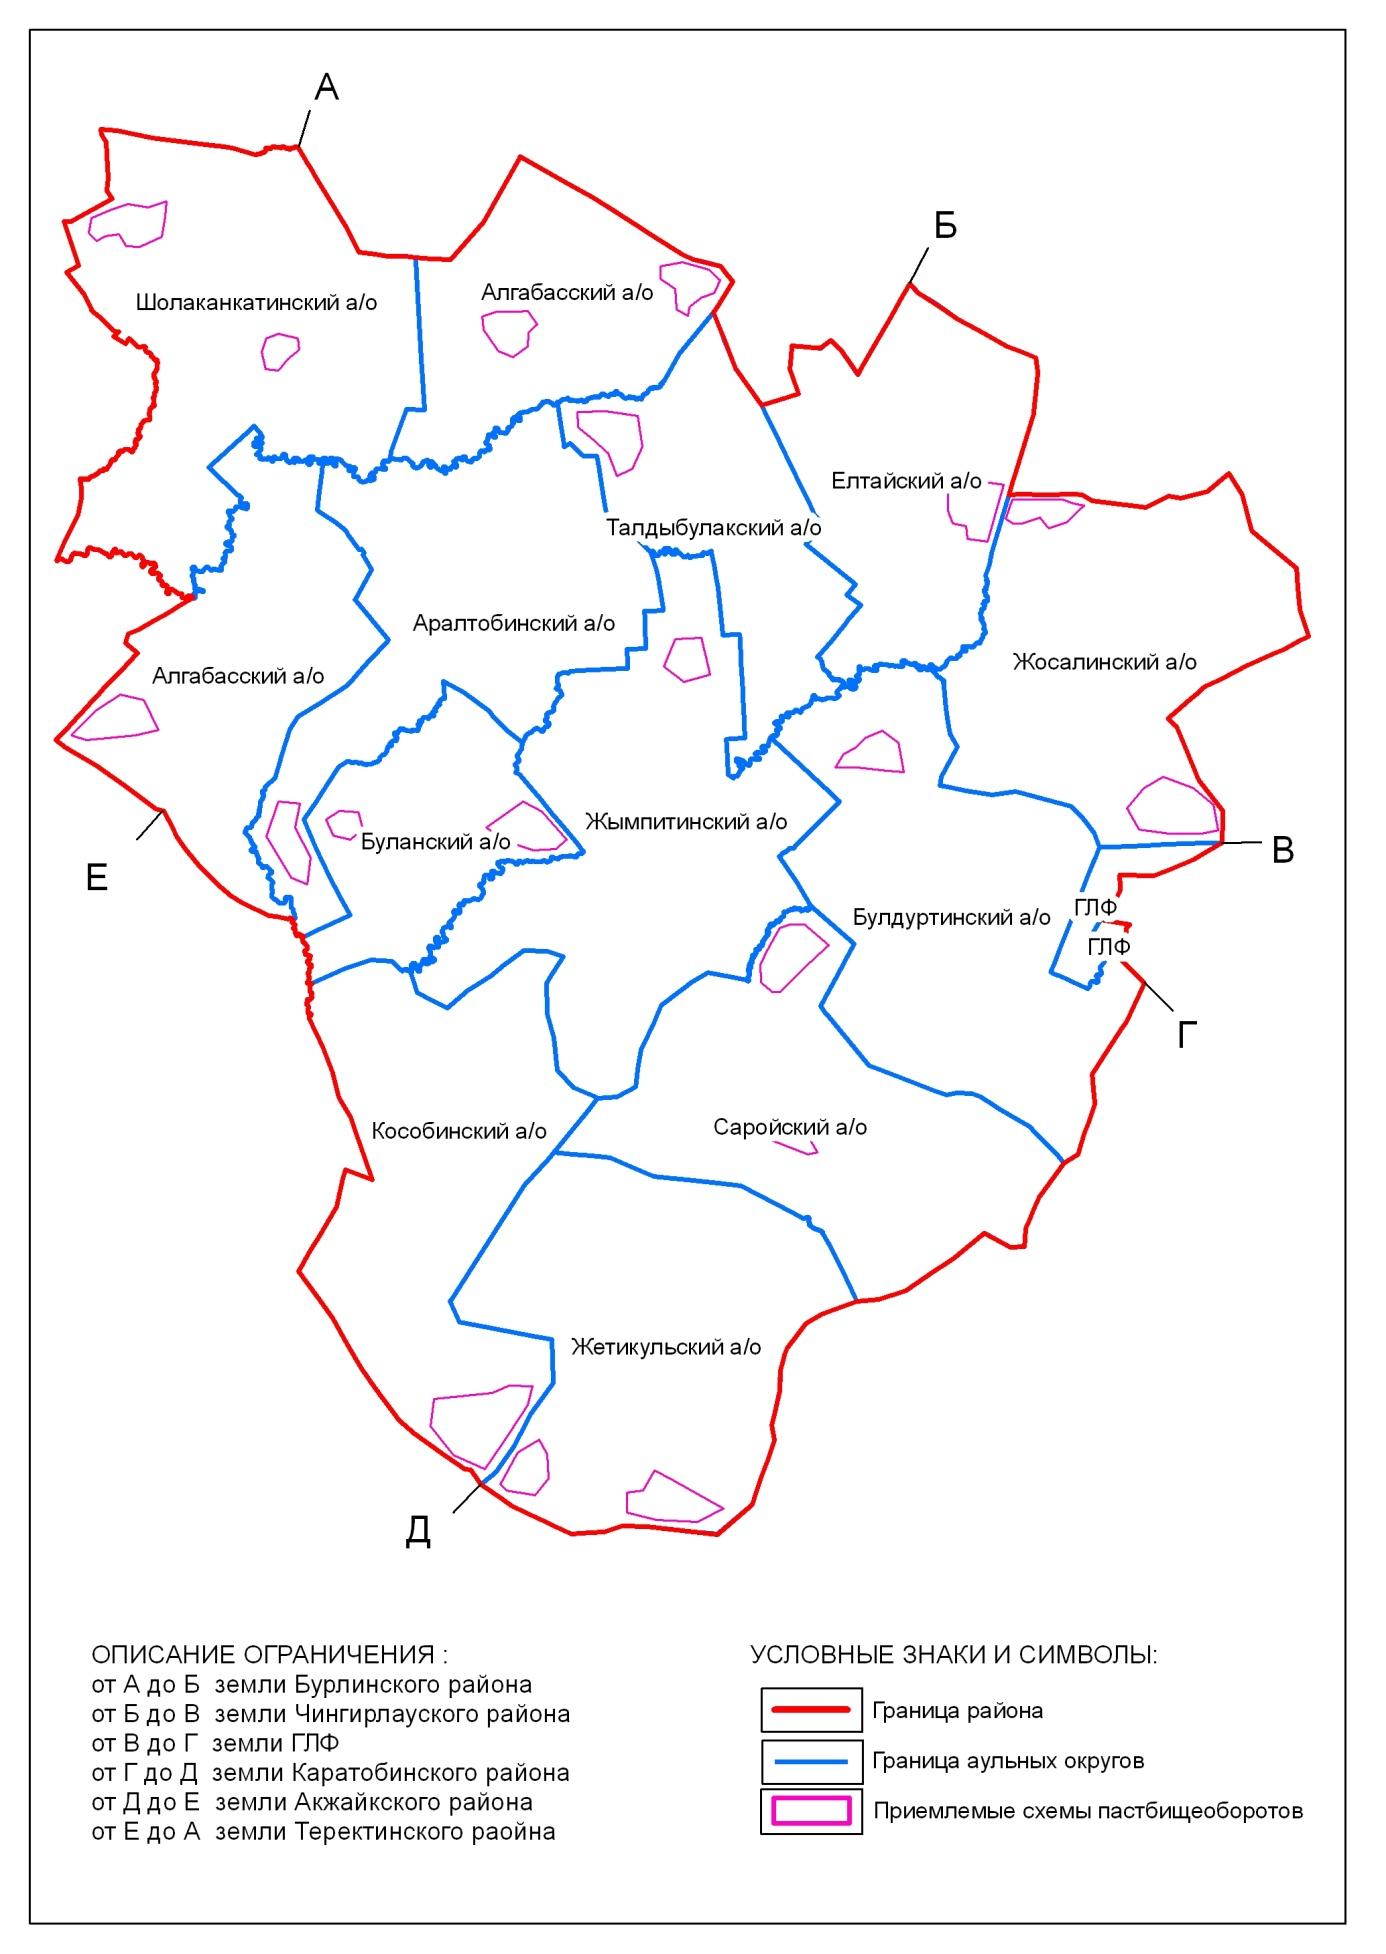 А
Б
Алгабасский а/о
Шолаканкатинский а/о
Елтайский а/о
Талдыбулакский а/о
Аралтобинский а/о
Жосалинский а/о
Алгабасский а/о
Жымпитинский а/о
Буланский а/о
В
Е
ГЛФ
Булдуртинский а/о
ГЛФ
Г
Саройский а/о
Кособинский а/о
Жетикульский а/о
Д
ОПИСАНИЕ ОГРАНИЧЕНИЯ :
от А до Б земли Бурлинского района
от Б до В земли Чингирлауского района
от В до Г земли ГЛФ
от Г до Д земли Каратобинского района
от Д до Е земли Акжайкского района
от Е до А земли Теректинского раойна
УСЛОВНЫЕ ЗНАКИ И СИМВОЛЫ:
Граница района
Граница аульных округов
Приемлемые схемы пастбищеоборотов